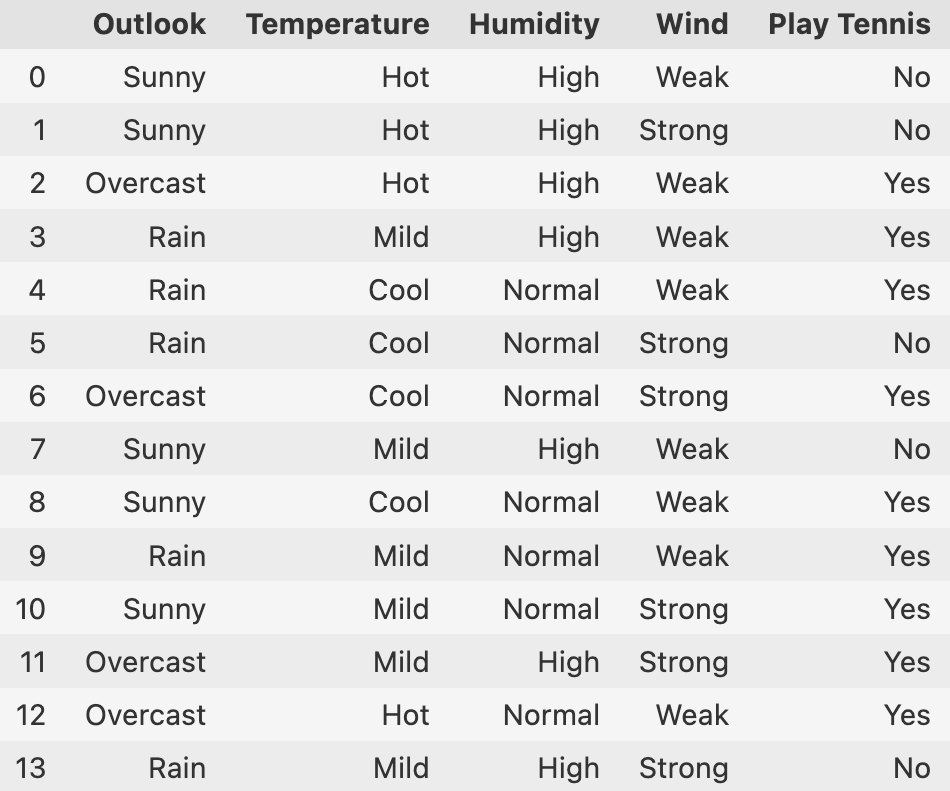 Outlook Temperature Humidity Wind Play Tennis
0 Sunny Hot High Weak No
1 Sunny Hot High Strong No
2 Overcast Hot High Weak Yes
3 Rain Mild High Weak Yes
4 Rain Cool Normal Weak Yes
5 Rain Cool Normal Strong No
6 Overcast Cool Normal Strong Yes
7 Sunny Mild High Weak No
8 Sunny Cool Normal Weak Yes
9 Rain Mild Normal Weak Yes
10 Sunny Mild Normal Strong Yes
11 Overcast Mild High Strong Yes
12 Overcast Hot Normal Weak Yes
13 Rain Mild High Strong No